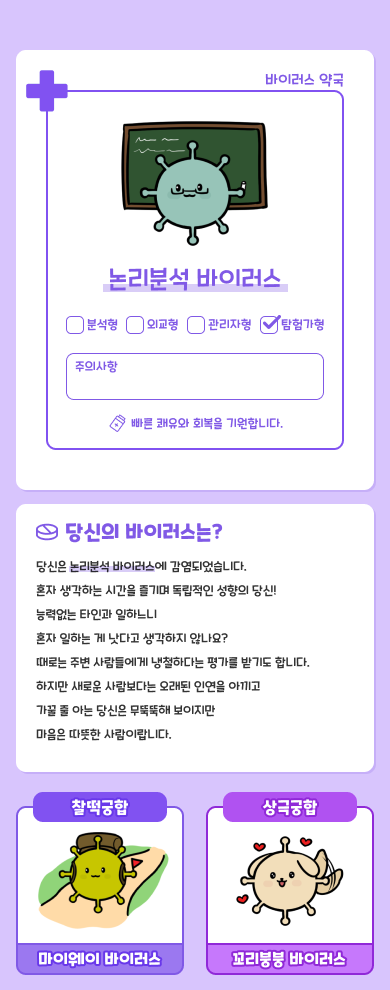 바이러스 약국
논리분석 바이러스
분석형 외교형 관리자형 탐험가형
주의사항
빠른 쾌유와 회복을 기원합니다.
당신의 바이러스는?
당신은 논리분석 바이러스에 감염되었습니다.
혼자 생각하는 시간을 즐기며 독립적인 성향의 당신!
능력없는 타인과 일하느니
혼자 일하는 게 낫다고 생각하지 않나요?
때로는 주변 사람들에게 냉철하다는 평가를 받기도 합니다.
하지만 새로운 사람보다는 오래된 인연을 아끼고
가꿀 줄 아는 당신은 무뚝뚝해 보이지만
마음은 따뜻한 사람이랍니다.
찰떡궁합
상극궁합
마이웨이 바이러스
꼬리붕붕 바이러스